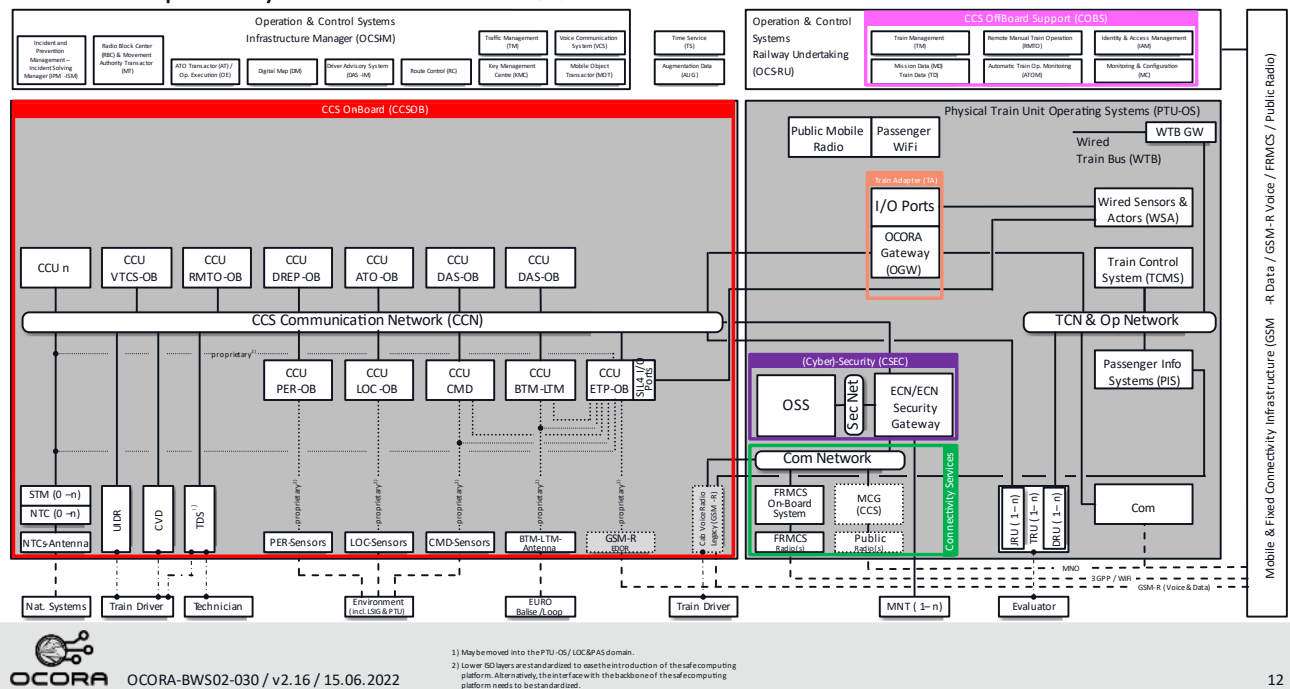 Operation & Control Systems
Infrastructure Manager (OCS-IM)
Incident and
Prevention
Management –
Incident Solving
Manager (IPM -ISM)
Radio Block Center
(RBC) & Movement
Authority Transactor
(MT)
ATO Transactor (AT) /
Op. Execution (OE)
Digital Map (DM)
Driver Advisory System
(DAS -IM)
Route Control (RC)
Traffic Management
(TM)
Key Management
Centre (KMC)
Voice Communication
System (VCS)
Mobile Object
Transactor (MOT)
Time Service
(TS)
Augmentation Data
(AUG)
Operation & Control
Systems
Railway Undertaking
(OCS-RU)
CCS OffBoard Support (COBS)
Train Management
(TM)
Remote Manual Train Operation
(RMTO)
Identity & Access Management
(IAM)
Mission Data (MD)
Train Data (TD)
Automatic Train Op. Monitoring
(ATOM)
Monitoring & Configuration
(MC)
Mobile & Fixed Connectivity Infrastructure (GSM -R Data / GSM -R Voice / FRMCS / Public Radio)
CCS OnBoard (CCS-OB)
CCU n
CCU
VTCS-OB
CCU
RMTO-OB
CCU
DREP-OB
CCU
ATO-OB
CCU
DAS-OB
CCU
DAS-OB
CCS Communication Network (CCN)
proprietary2)
CCU
PER-OB
CCU
LOC-OB
CCU
CMD
CCU
BTM-LTM
CCU
ETP-OB
SIL4 I/O
Ports
STM (0 –n)
NTC (0 –n)
NTCs-Antenna
UIDR
CVD
TDS 1)
proprietary2)
proprietary2)
proprietary2)
proprietary2)
proprietary2)
PER-Sensors
LOC-Sensors
CMD-Sensors
BTM-LTM-
Antenna
GSM-R
EDOR
Cab Voice Radio
Legacy (GSM -R)
Physical Train Unit Operating Systems (PTU-OS)
Public Mobile
Radio
Passenger
WiFi
WTB GW
Wired
Train Bus (WTB)
Train Adapter (TA)
I/O Ports
OCORA
Gateway
(OGW)
Wired Sensors &
Actors (WSA)
Train Control
System (TCMS)
TCN & Op Network
Passenger Info
Systems (PIS)
(Cyber)-Security (CSEC)
OSS
Sec Net
ECN/ECN
Security
Gateway
Com Network
Connectivity Services
FRMCS
On-Board
System
FRMCS
Radio(s)
MCG
(CCS)
Public
Radio(s)
JRU ( 1–n)
TRU ( 1–n)
DRU ( 1–n)
Com
MNO
3GPP / WiFi
GSM-R (Voice & Data)
Nat. Systems
Train Driver
Technician
Environment
(incl. LSIG & PTU)
EURO
Balise /Loop
Train Driver
MNT ( 1–n)
Evaluator
OCORA
OCORA-BWS02-030 / v2.16 / 15.06.2022
1) May be moved into the PTU-OS/ LOC&PAS domain.
2) Lower ISO layers are standardized to ease the introduction of the safe computing
platform. Alternatively, the interface with the backbone of the safe computing
platform needs to be standardized.
12